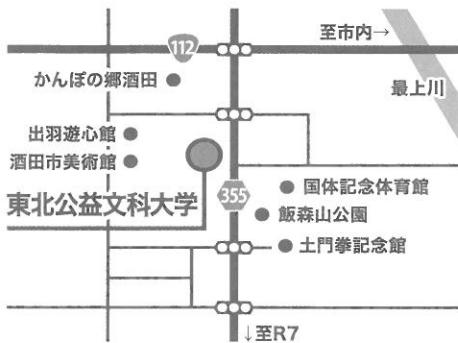 112
至市内→
かんぽの郷酒田
最上川
出羽遊心館
酒田市美術館
東北公益文科大学
355
国体記念体育館
飯森山公園
土門拳記念館
↓至R7